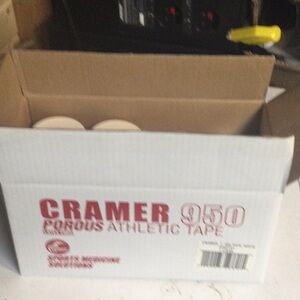 CRAMER 950
POROUS ATHLETIC TAPE
SPORTS MEDICINE
SOLUTIONS